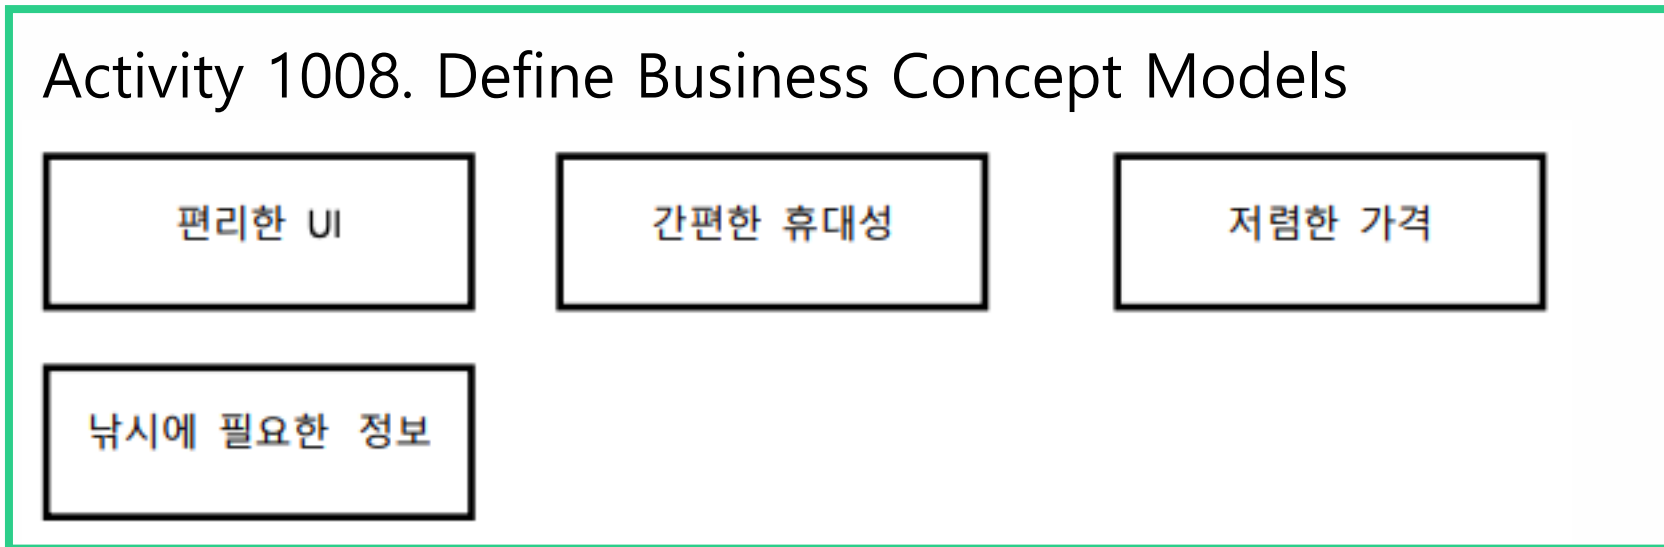 Activity 1008. Define Business Concept Models
편리한 UI
간편한 휴대성
저렴한 가격
낚시에 필요한 정보